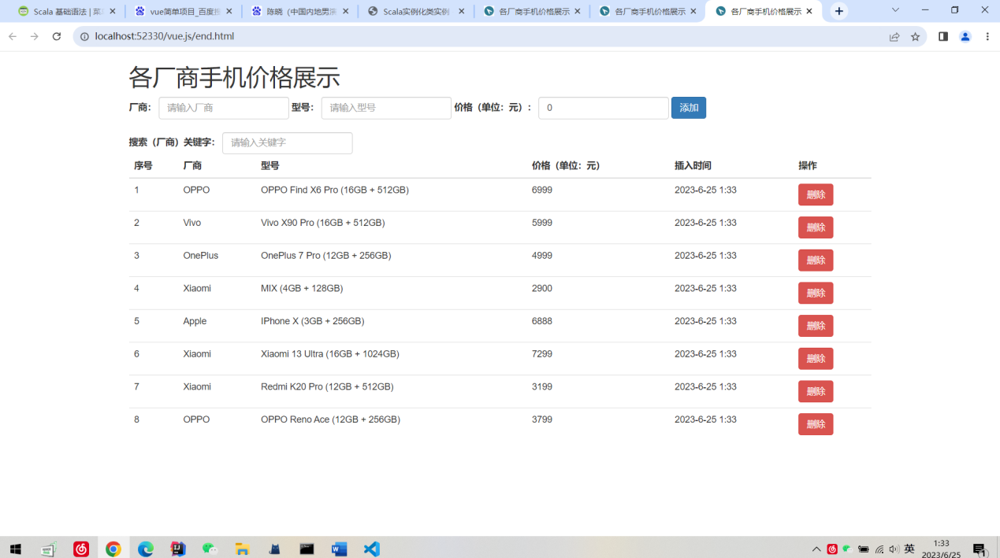 Scala 基础语法 | 菜
vue简单项目_百度
陈晓（中国内地男
Scala实例化类实例
各厂商手机价格展示
各厂商手机价格展示
各厂商手机价格展示
localhost:52330/vue.js/end.html
各厂商手机价格展示
厂商: 请输入厂商 型号: 请输入型号 价格（单位：元）: 0 添加
搜索（厂商）关键字: 请输入关键字
序号 厂商 型号 价格（单位：元） 插入时间 操作
1 OPPO OPPO Find X6 Pro (16GB + 512GB) 6999 2023-6-25 1:33 删除
2 Vivo Vivo X90 Pro (16GB + 512GB) 5999 2023-6-25 1:33 删除
3 OnePlus OnePlus 7 Pro (12GB + 256GB) 4999 2023-6-25 1:33 删除
4 Xiaomi MIX (4GB + 128GB) 2900 2023-6-25 1:33 删除
5 Apple IPhone X (3GB + 256GB) 6888 2023-6-25 1:33 删除
6 Xiaomi Xiaomi 13 Ultra (16GB + 1024GB) 7299 2023-6-25 1:33 删除
7 Xiaomi Redmi K20 Pro (12GB + 512GB) 3199 2023-6-25 1:33 删除
8 OPPO OPPO Reno Ace (12GB + 256GB) 3799 2023-6-25 1:33 删除
英
1:33
2023/6/25
1